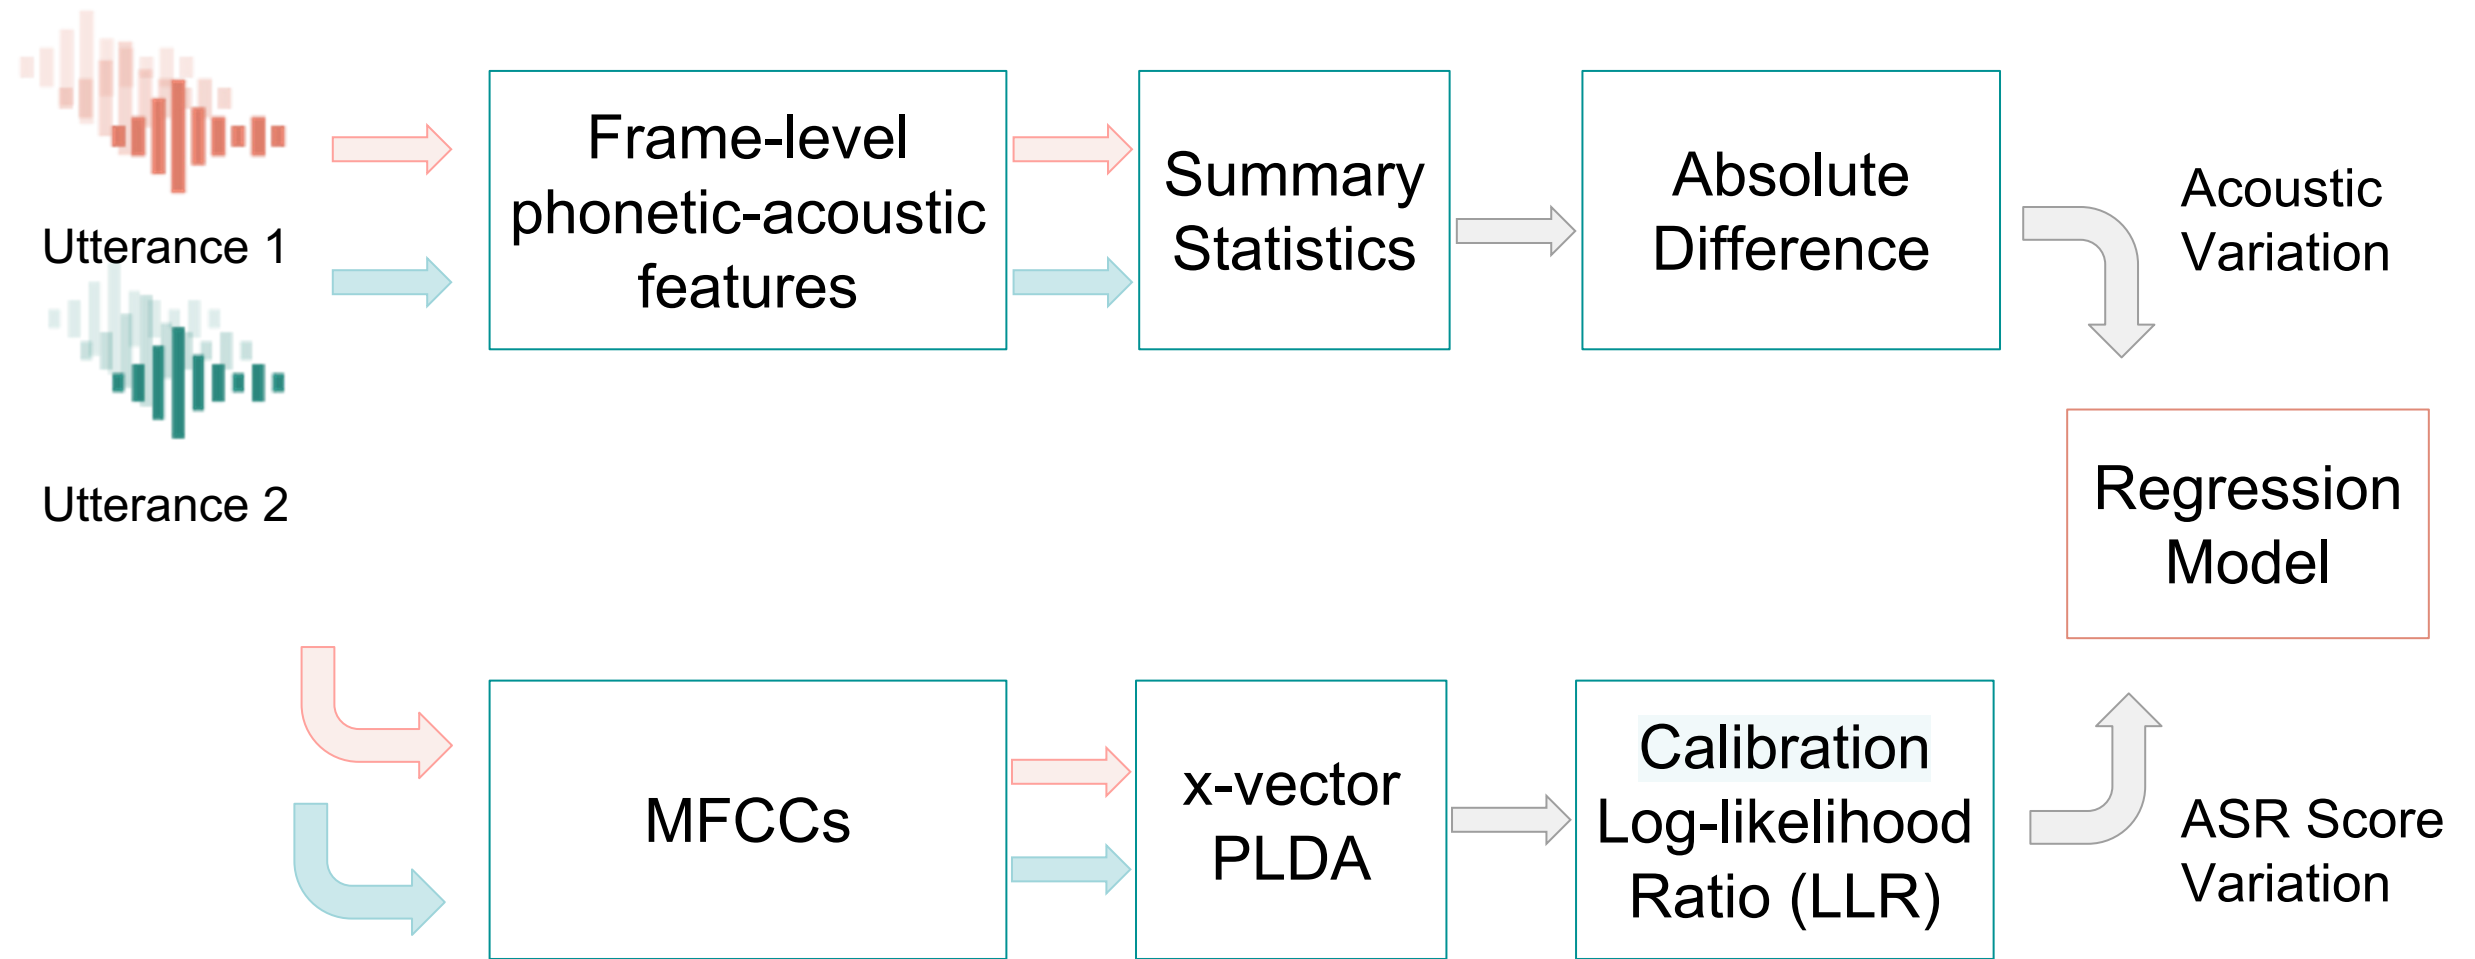 Utterance 1
Utterance 2
Frame-level
phonetic-acoustic
features
Summary
Statistics
Absolute
Difference
Acoustic
Variation
Regression
Model
MFCCs
x-vector
PLDA
Calibration
Log-likelihood
Ratio (LLR)
ASR Score
Variation